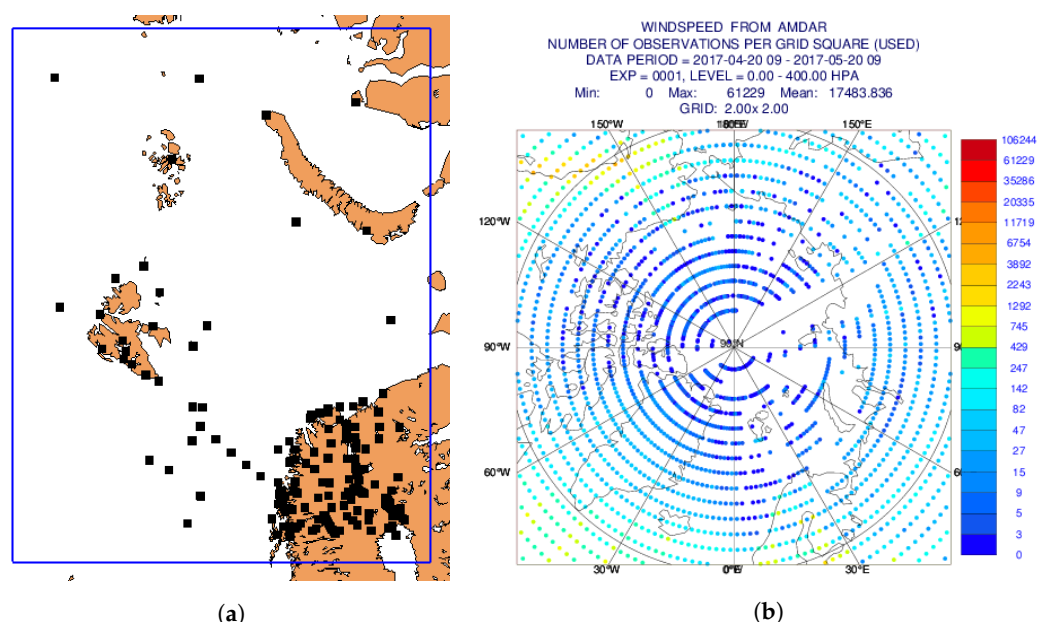 WINDSPEED FROM AMDAR
NUMBER OF OBSERVATIONS PER GRID SQUARE (USED)
DATA PERIOD = 2017-04-20 09 - 2017-05-20 09
EXP = 0001, LEVEL = 0.00 - 400.00 HPA
Min: 0 Max: 61229 Mean: 17483.836
GRID: 2.00x 2.00
150°W 150°E
120°W
90°W 90°N
60°W
30°W 0°E 30°E
106244
61229
35286
20335
11719
6754
3892
2243
1292
745
429
247
142
82
47
27
15
9
5
3
0
(a) (b)